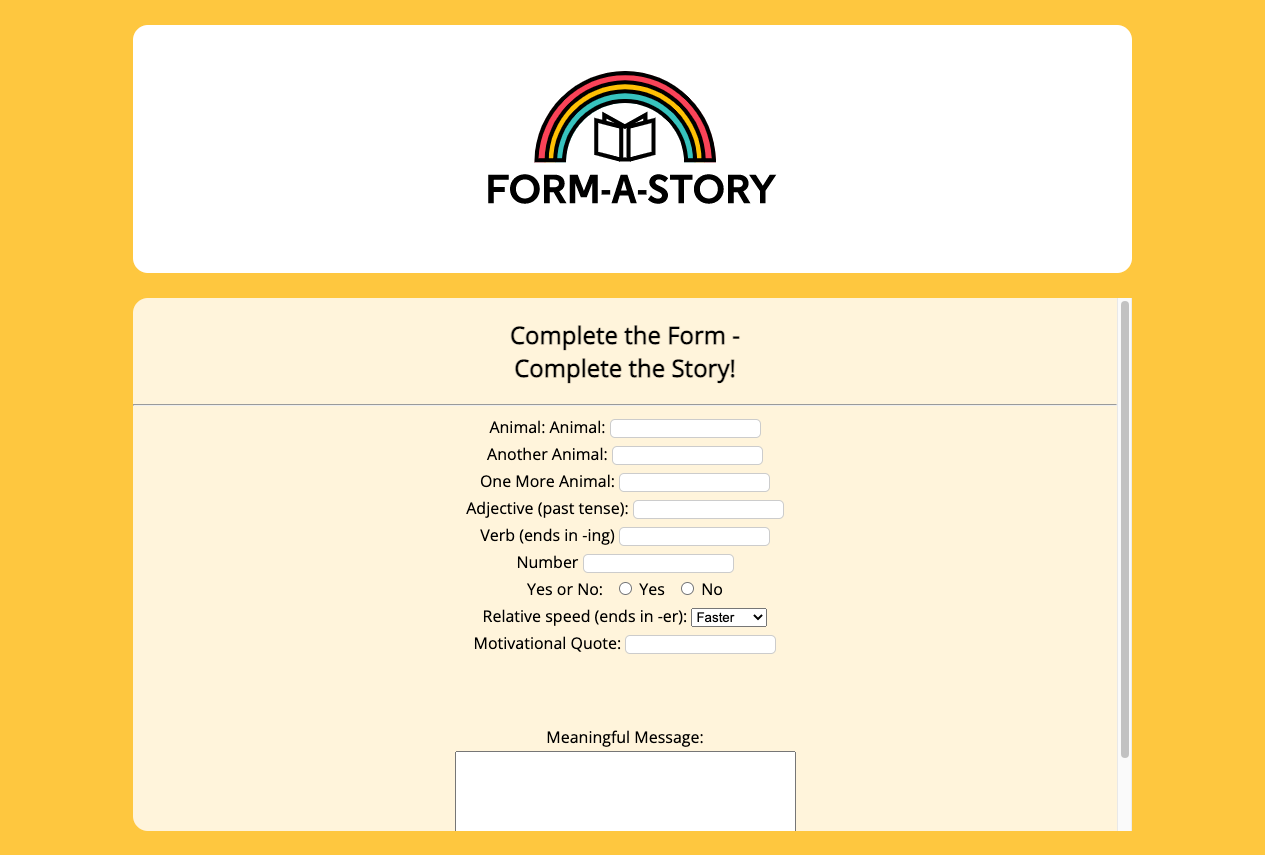 FORM-A-STORY
Complete the Form -
Complete the Story!
Animal: Animal:
Another Animal:
One More Animal:
Adjective (past tense):
Verb (ends in -ing)
Number
Yes or No: Yes No
Relative speed (ends in -er): Faster
Motivational Quote:
Meaningful Message: